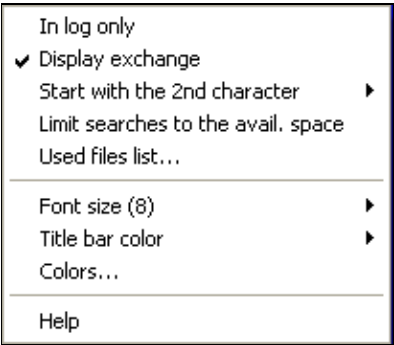 In log only
Display exchange
Start with the 2nd character
Limit searches to the avail. space
Used files list...
Font size (8)
Title bar color
Colors...
Help